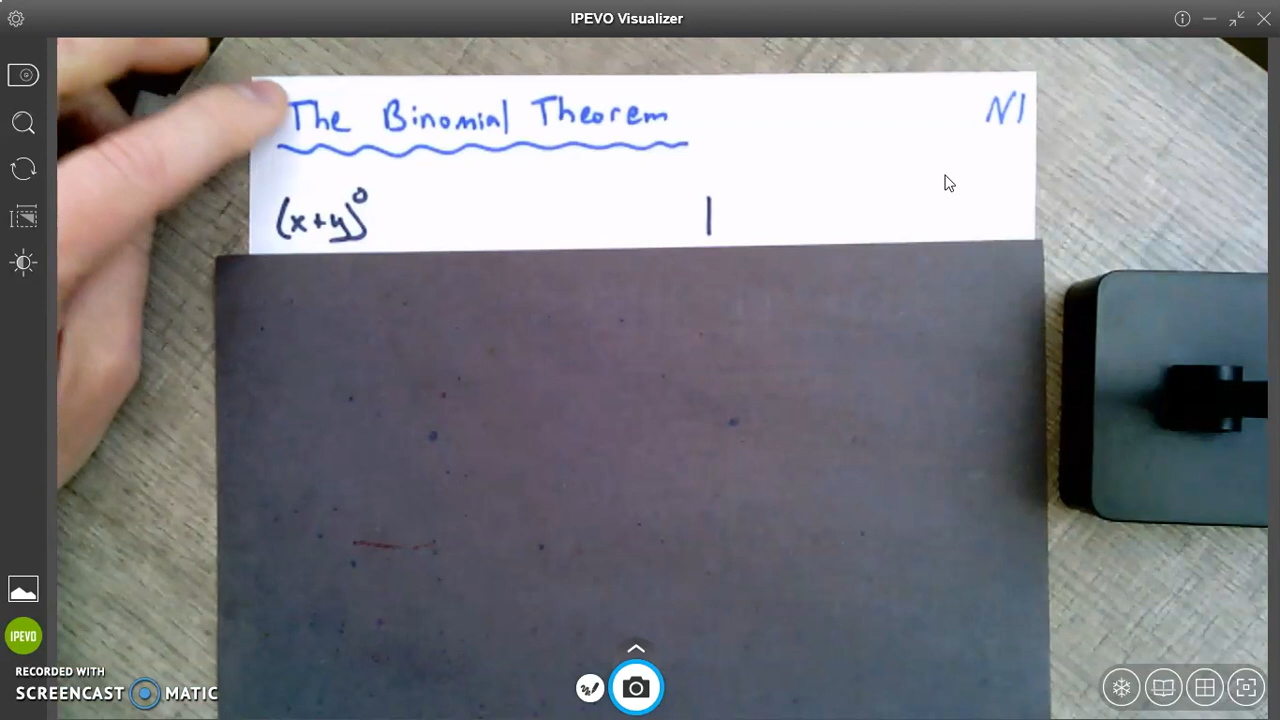 IPEVO Visualizer
The Binomial Theorem N1
(x+y)⁰ 1
IPEVO
RECORDED WITH
SCREENCAST MATIC